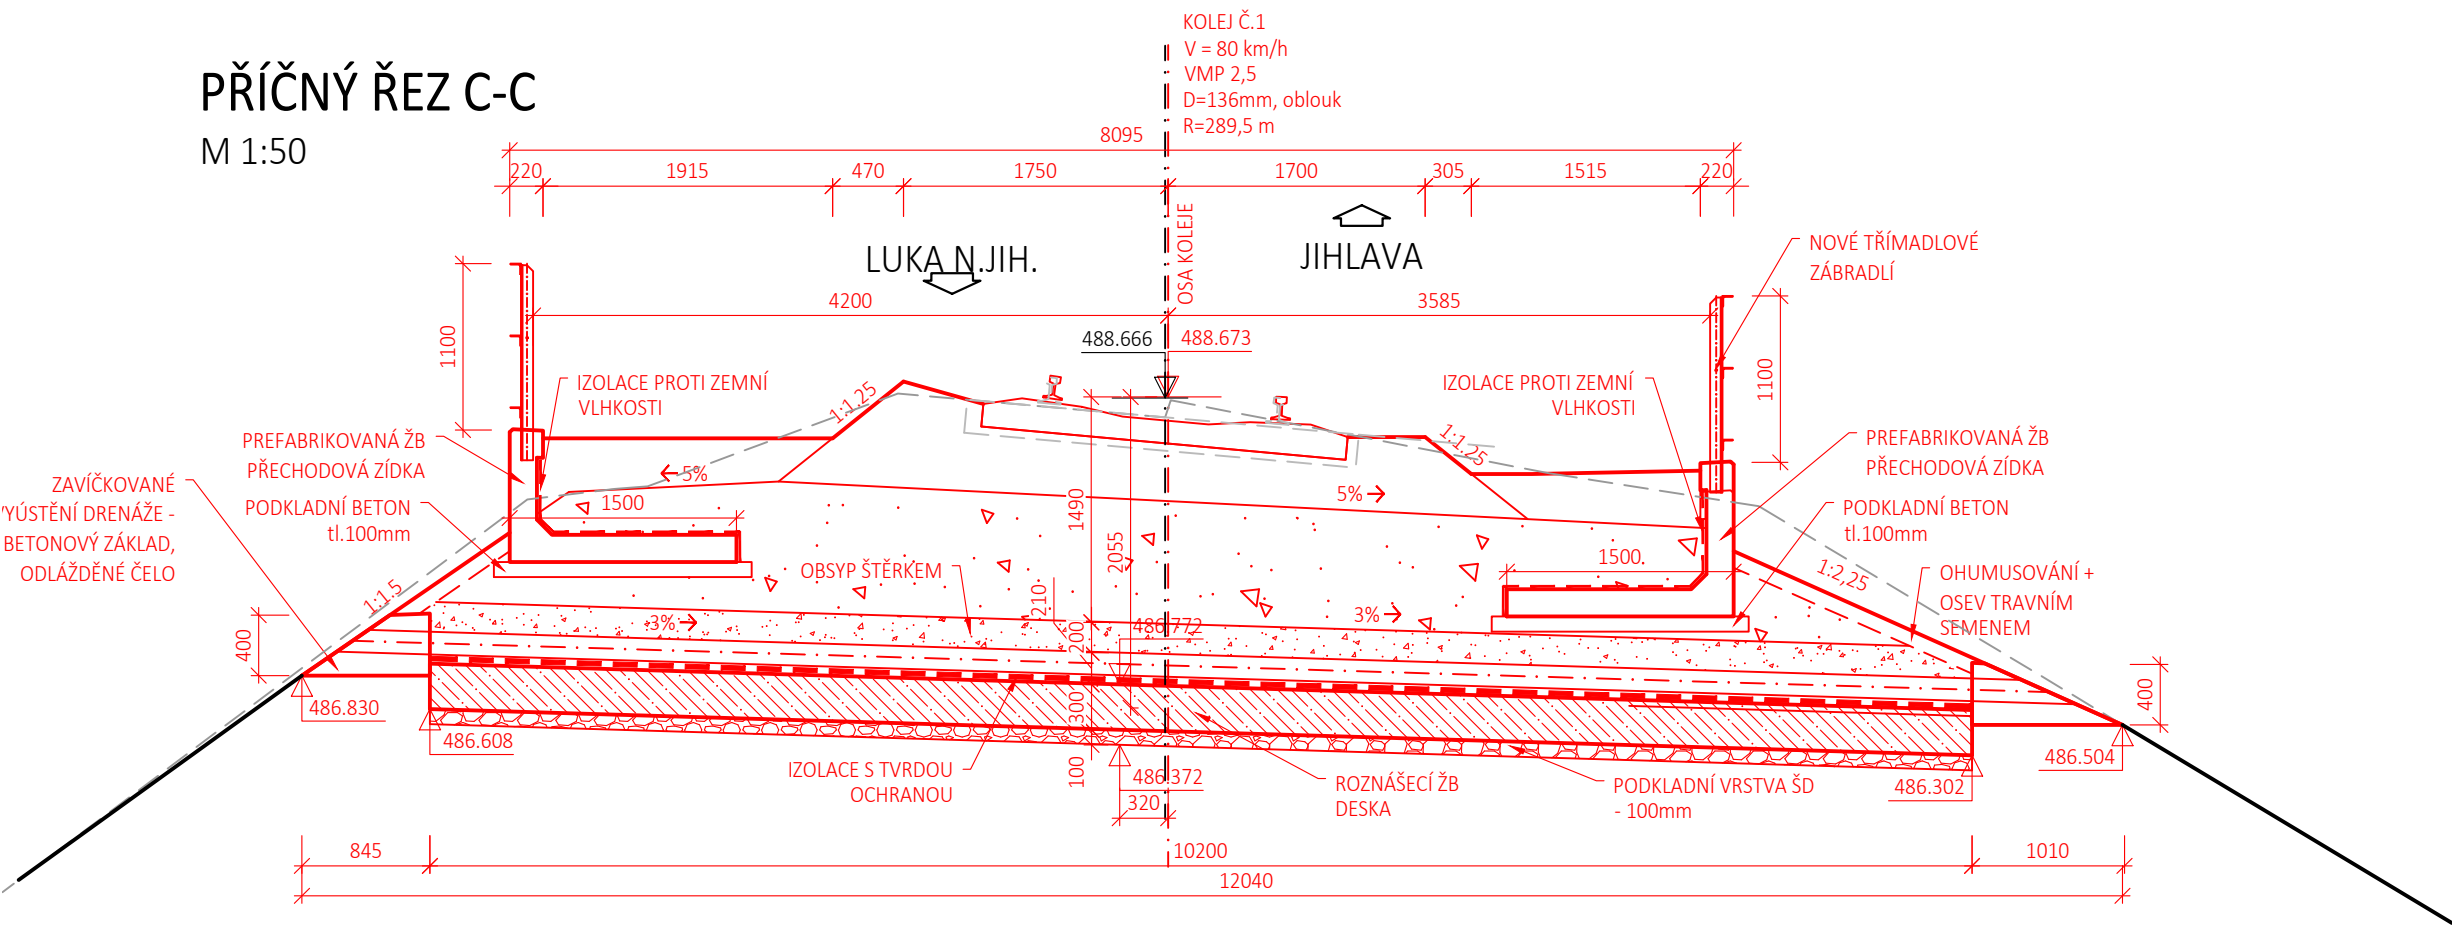 PŘÍČNÝ ŘEZ C-C
M 1:50
KOLEJ Č.1
V = 80 km/h
VMP 2,5
D=136mm, oblouk
R=289,5 m
8095
220
1915
470
1750
1700
305
1515
220
OSA KOLEJE
LUKA N.JIH.
JIHLAVA
4200
3585
488.666
488.673
1100
1100
NOVÉ TŘÍMADLOVÉ
ZÁBRADLÍ
IZOLACE PROTI ZEMNÍ
VLHKOSTI
IZOLACE PROTI ZEMNÍ
VLHKOSTI
1:1.25
1:1.25
PREFABRIKOVANÁ ŽB
PŘECHODOVÁ ZÍDKA
PREFABRIKOVANÁ ŽB
PŘECHODOVÁ ZÍDKA
ZAVÍČKOVANÉ
VYÚSTĚNÍ DRENÁŽE -
BETONOVÝ ZÁKLAD,
ODLÁŽDĚNÉ ČELO
PODKLADNÍ BETON
tl.100mm
PODKLADNÍ BETON
tl.100mm
5%
5%
1500
1500
1490
2055
210
200
300
100
OBSYP ŠTĚRKEM
1:1.5
1:2,25
OHUMUSOVÁNÍ +
OSEV TRAVNÍM
SEMENEM
3%
3%
486.772
400
400
486.830
486.608
486.372
486.302
486.504
320
IZOLACE S TVRDOU
OCHRANOU
ROZNÁŠECÍ ŽB
DESKA
PODKLADNÍ VRSTVA ŠD
- 100mm
845
10200
1010
12040